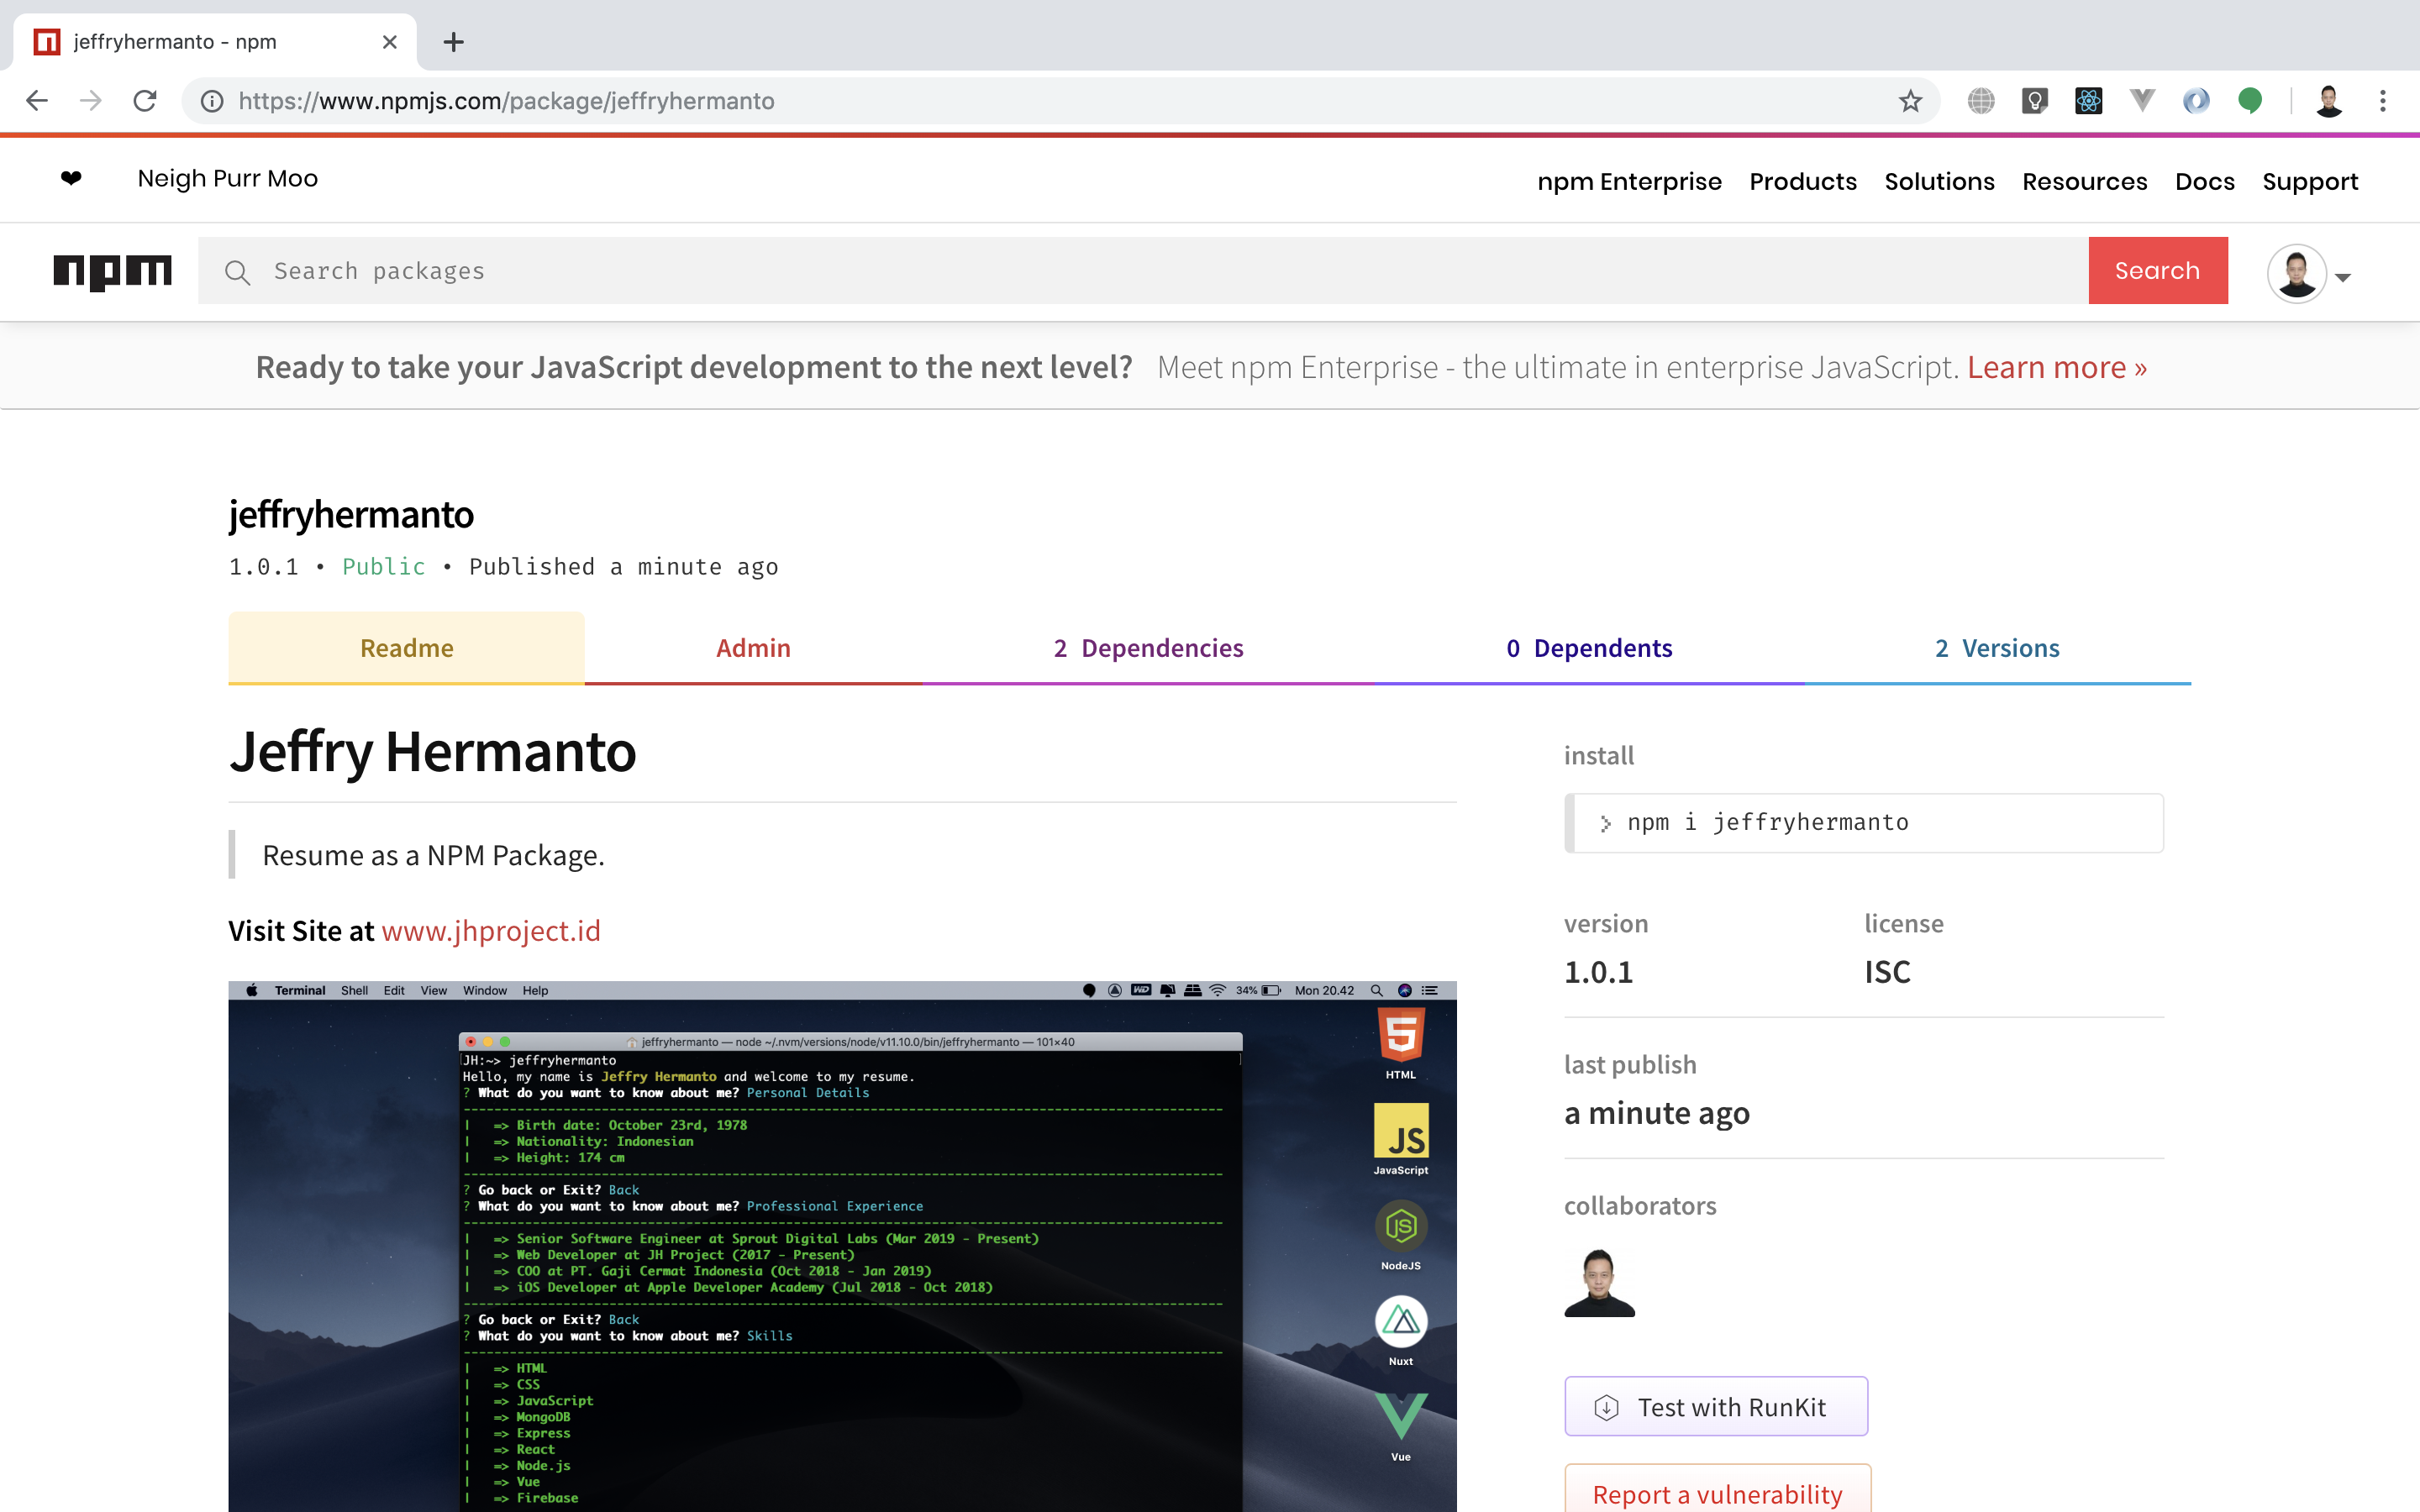 jeffryhermanto - npm
https://www.npmjs.com/package/jeffryhermanto
❤ Neigh Purr Moo
npm Enterprise Products Solutions Resources Docs Support
npm
Search packages
Search
Ready to take your JavaScript development to the next level? Meet npm Enterprise - the ultimate in enterprise JavaScript. Learn more »
jeffryhermanto
1.0.1 • Public • Published a minute ago
Readme
Admin
2 Dependencies
0 Dependents
2 Versions
Jeffry Hermanto
Resume as a NPM Package.
Visit Site at www.jhproject.id
Terminal Shell Edit View Window Help
WD 34% Mon 20.42
jeffryhermanto — node ~/.nvm/versions/node/v11.10.0/bin/jeffryhermanto — 101×40
JH:~> jeffryhermanto
Hello, my name is Jeffry Hermanto and welcome to my resume.
? What do you want to know about me? Personal Details
--------------------------------------------------
| => Birth date: October 23rd, 1978
| => Nationality: Indonesian
| => Height: 174 cm
--------------------------------------------------
? Go back or Exit? Back
? What do you want to know about me? Professional Experience
--------------------------------------------------
| => Senior Software Engineer at Sprout Digital Labs (Mar 2019 - Present)
| => Web Developer at JH Project (2017 - Present)
| => COO at PT. Gaji Cermat Indonesia (Oct 2018 - Jan 2019)
| => iOS Developer at Apple Developer Academy (Jul 2018 - Oct 2018)
--------------------------------------------------
? Go back or Exit? Back
? What do you want to know about me? Skills
--------------------------------------------------
| => HTML
| => CSS
| => JavaScript
| => MongoDB
| => Express
| => React
| => Node.js
| => Vue
| => Firebase
5
HTML
JS
JavaScript
JS
NodeJS
Nuxt
Vue
install
npm i jeffryhermanto
version
1.0.1
license
ISC
last publish
a minute ago
collaborators
Test with RunKit
Report a vulnerability